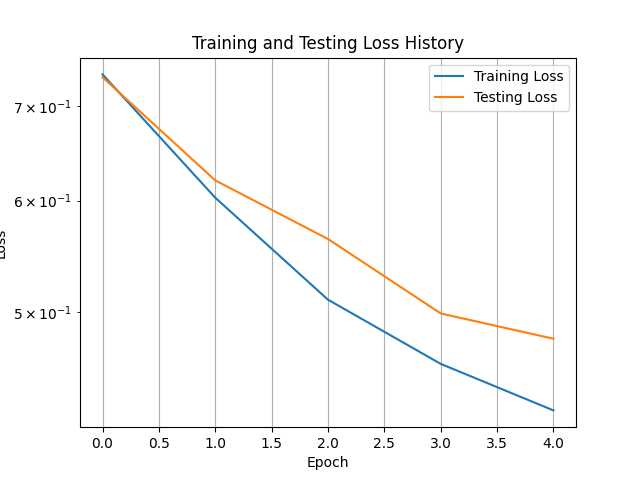 Training and Testing Loss History
Training Loss
Testing Loss
7 × 10⁻¹
6 × 10⁻¹
5 × 10⁻¹
Loss
0.0 0.5 1.0 1.5 2.0 2.5 3.0 3.5 4.0
Epoch